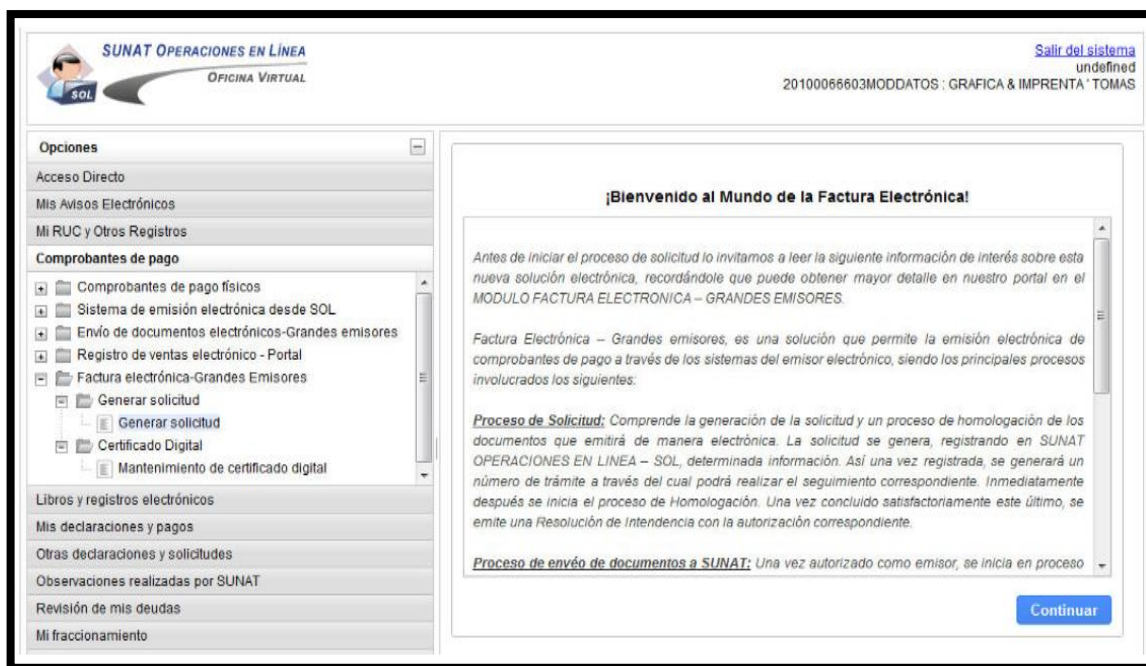 SUNAT OPERACIONES EN LÍNEA
OFICINA VIRTUAL
SOL
Salir del sistema
undefined
20100066603MODDATOS : GRAFICA & IMPRENTA ' TOMAS
Opciones
Acceso Directo
Mis Avisos Electrónicos
Mi RUC y Otros Registros
Comprobantes de pago
Comprobantes de pago físicos
Sistema de emisión electrónica desde SOL
Envío de documentos electrónicos-Grandes emisores
Registro de ventas electrónico - Portal
Factura electrónica-Grandes Emisores
Generar solicitud
Generar solicitud
Certificado Digital
Mantenimiento de certificado digital
Libros y registros electrónicos
Mis declaraciones y pagos
Otras declaraciones y solicitudes
Observaciones realizadas por SUNAT
Revisión de mis deudas
Mi fraccionamiento
¡Bienvenido al Mundo de la Factura Electrónica!
Antes de iniciar el proceso de solicitud lo invitamos a leer la siguiente información de interés sobre esta
nueva solución electrónica, recordándole que puede obtener mayor detalle en nuestro portal en el
MODULO FACTURA ELECTRONICA – GRANDES EMISORES.
Factura Electrónica – Grandes emisores, es una solución que permite la emisión electrónica de
comprobantes de pago a través de los sistemas del emisor electrónico, siendo los principales procesos
involucrados los siguientes:
Proceso de Solicitud: Comprende la generación de la solicitud y un proceso de homologación de los
documentos que emitirá de manera electrónica. La solicitud se genera, registrando en SUNAT
OPERACIONES EN LINEA – SOL, determinada información. Así una vez registrada, se generará un
número de trámite a través del cual podrá realizar el seguimiento correspondiente. Inmediatamente
después se inicia el proceso de Homologación. Una vez concluido satisfactoriamente este último, se
emite una Resolución de Intendencia con la autorización correspondiente.
Proceso de envéo de documentos a SUNAT: Una vez autorizado como emisor, se inicia en proceso
Continuar